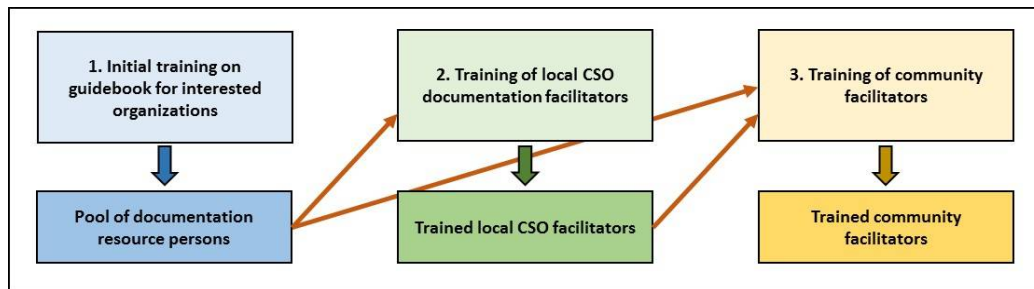 1. Initial training on
guidebook for interested
organizations
2. Training of local CSO
documentation facilitators
3. Training of community
facilitators
Pool of documentation
resource persons
Trained local CSO facilitators
Trained community
facilitators